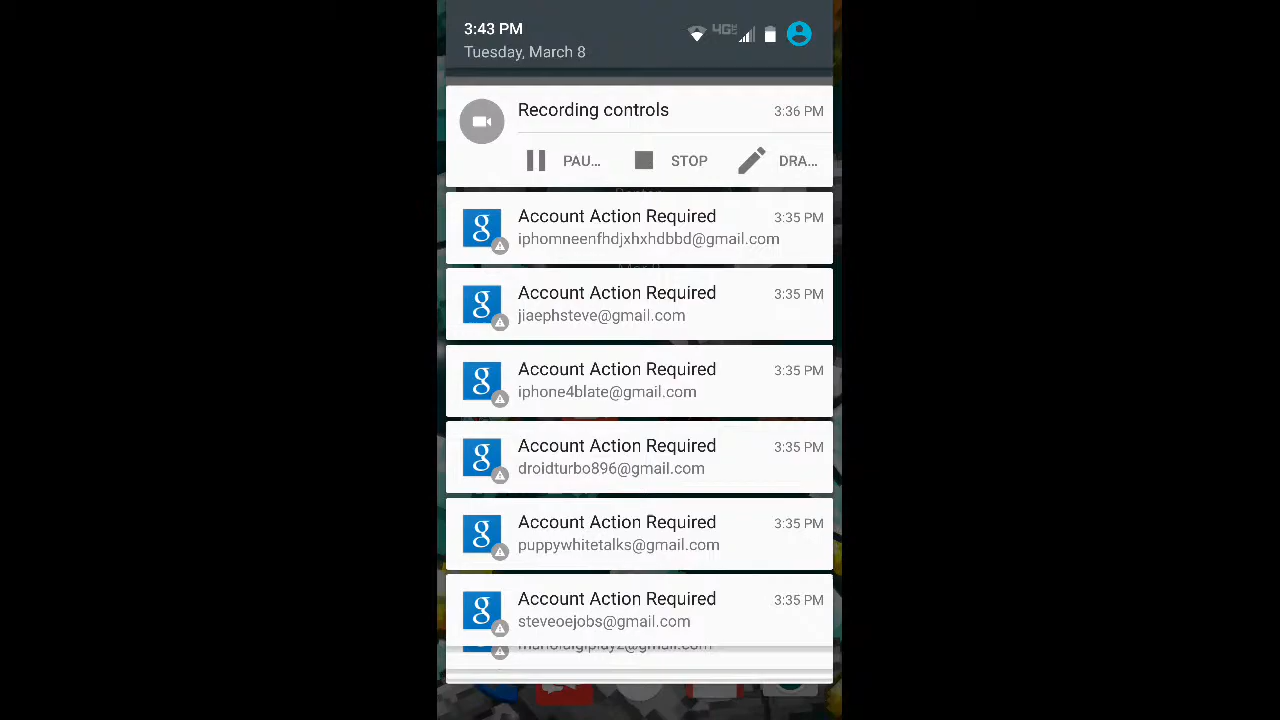 3:43 PM
4G
Tuesday, March 8
Recording controls 3:36 PM
PAU... STOP DRA...
Account Action Required 3:35 PM
iphomneenfhdjxhxhdbbd@gmail.com
Account Action Required 3:35 PM
jiaephsteve@gmail.com
Account Action Required 3:35 PM
iphone4blate@gmail.com
Account Action Required 3:35 PM
droidturbo896@gmail.com
Account Action Required 3:35 PM
puppywhitetalks@gmail.com
Account Action Required 3:35 PM
steveoejobs@gmail.com